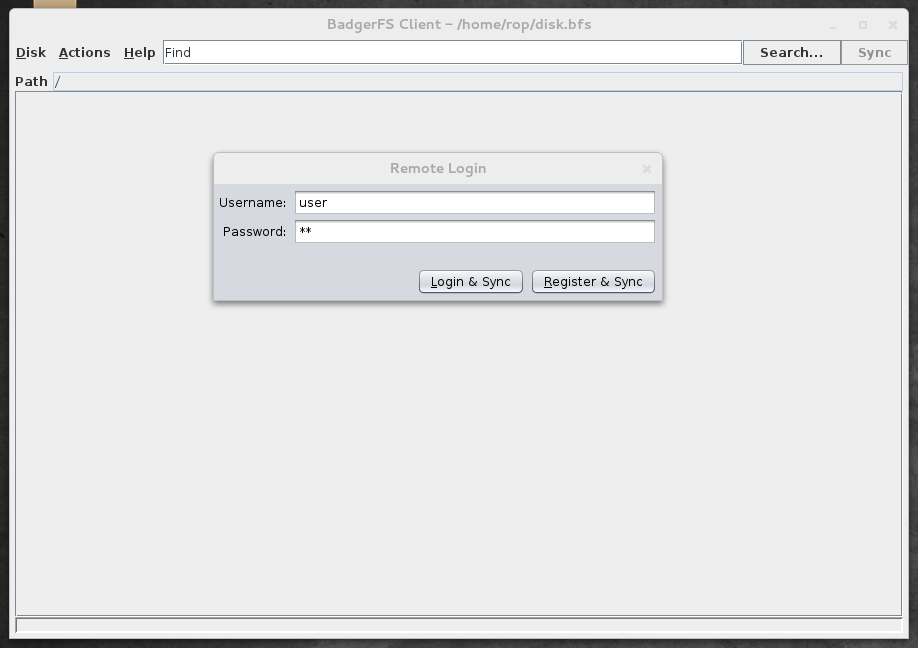 BadgerFS Client - /home/rop/disk.bfs
Disk Actions Help Find Search... Sync
Path /
Remote Login
Username: user
Password: **
Login & Sync Register & Sync